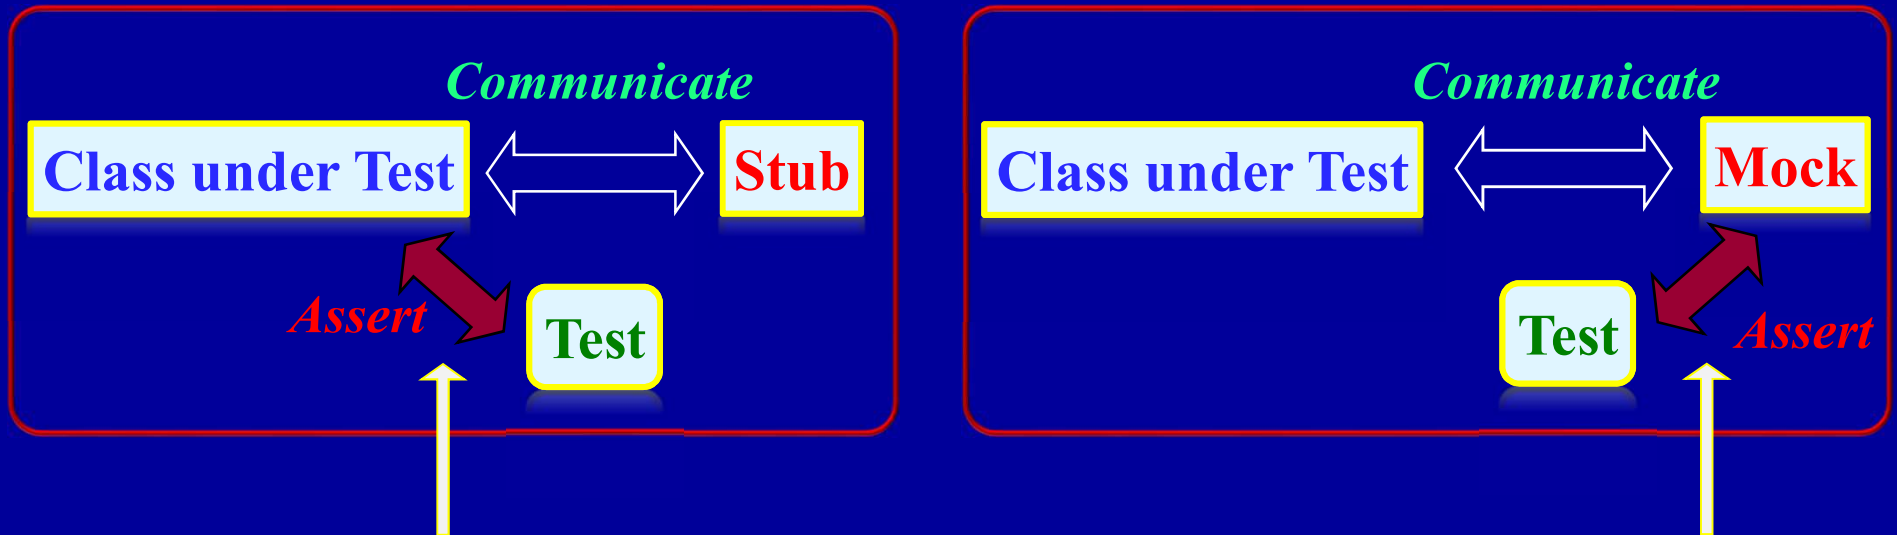 Communicate
Class under Test
Stub
Assert
Test
Communicate
Class under Test
Mock
Test
Assert